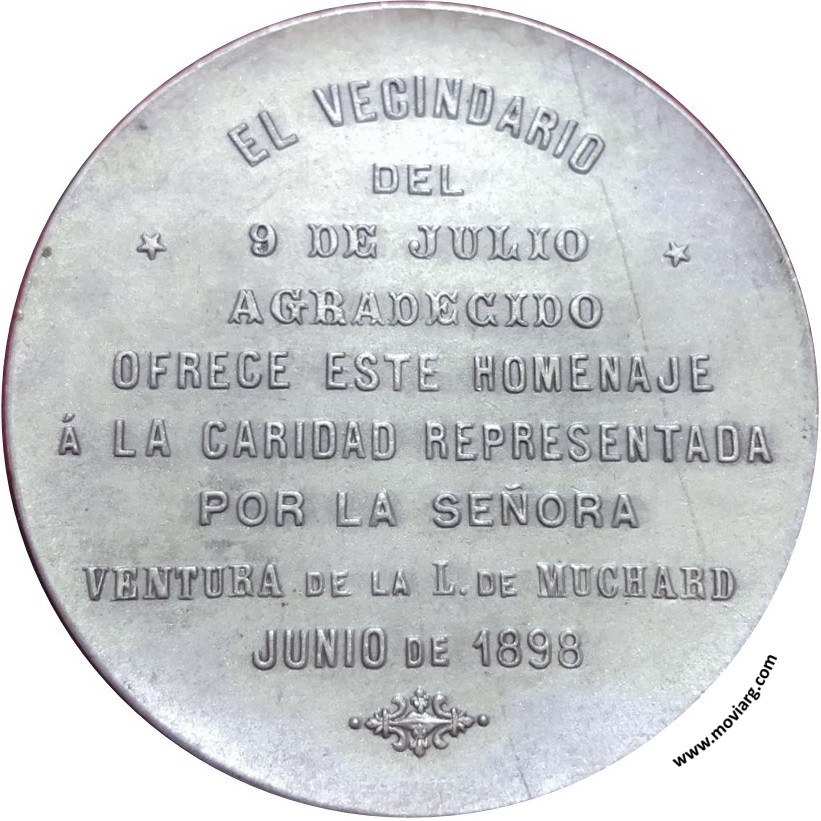 EL VECINDARIO
DEL
9 DE JULIO
AGRADECIDO
OFRECE ESTE HOMENAJE
Á LA CARIDAD REPRESENTADA
POR LA SEÑORA
VENTURA DE LA L. DE MUCHARD
JUNIO DE 1898
www.moviarg.com